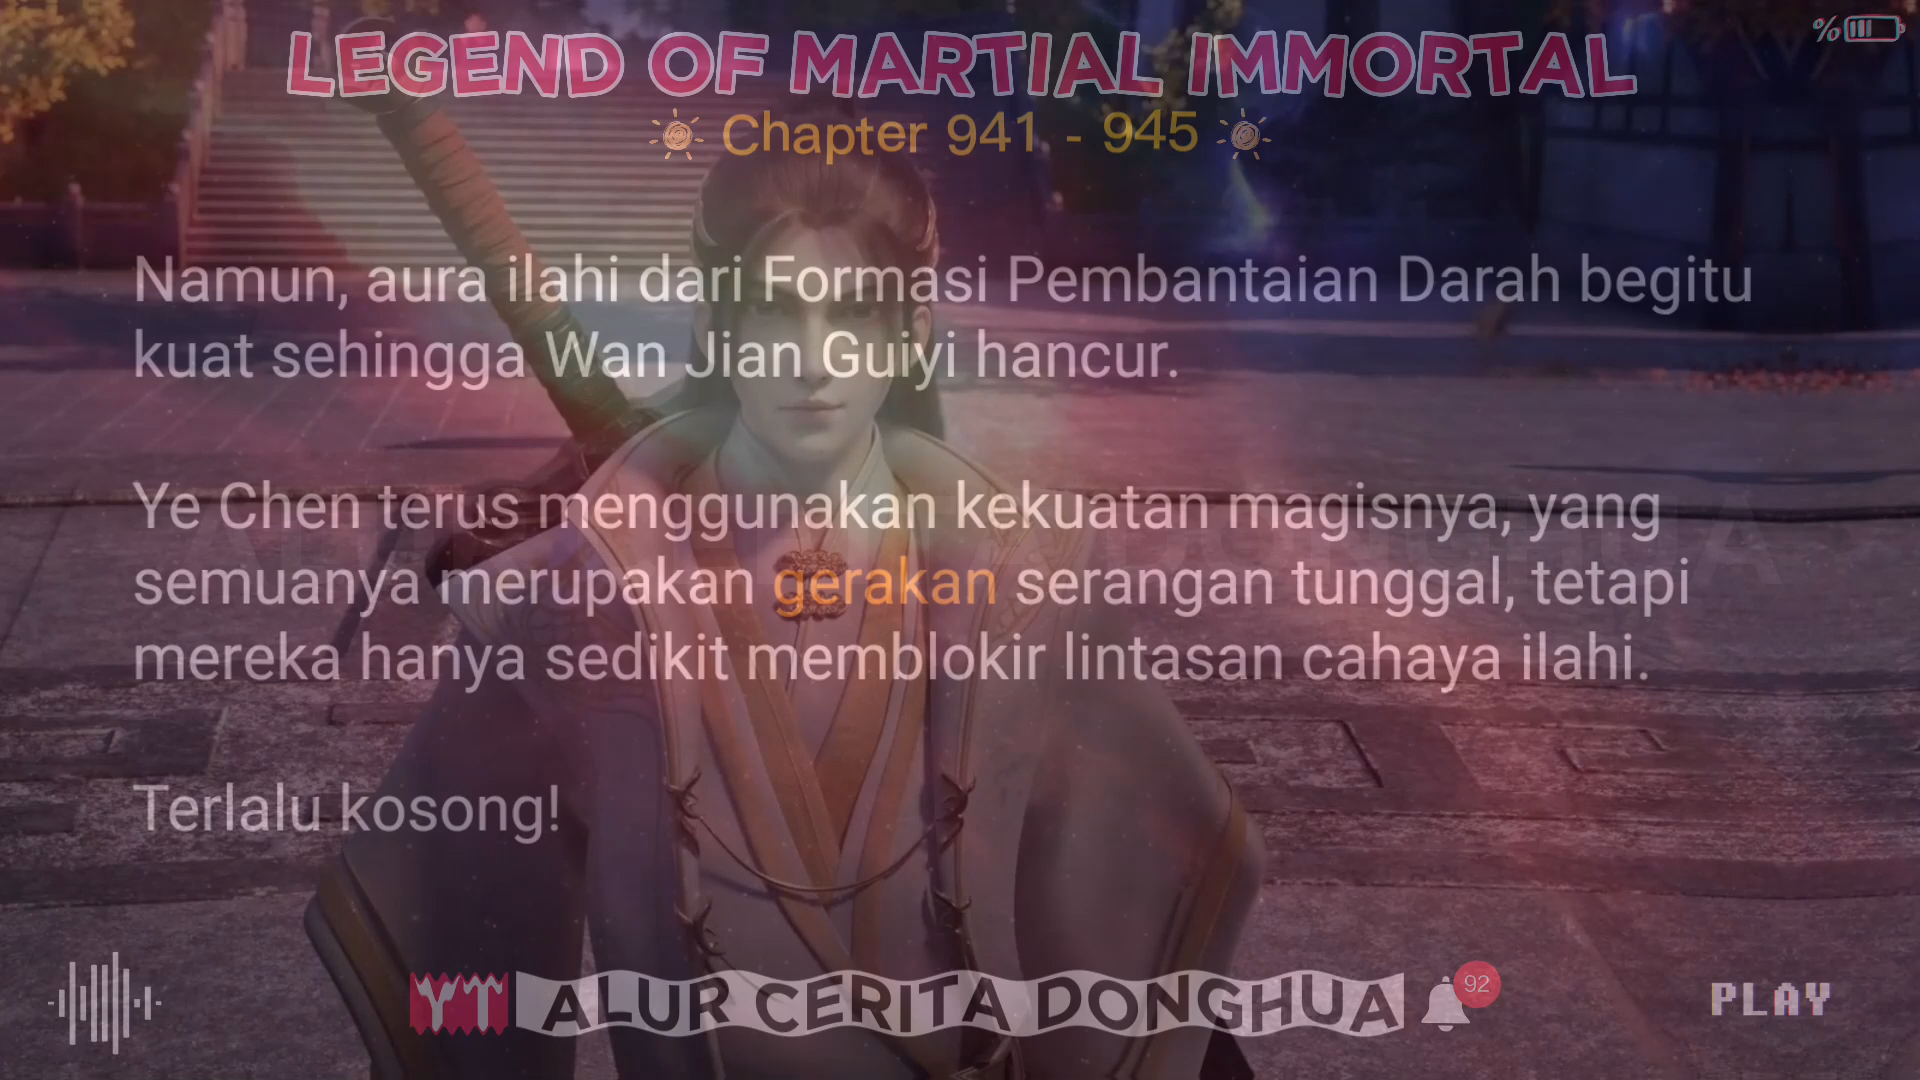 LEGEND OF MARTIAL IMMORTAL
%
Chapter 941 - 945
Namun, aura ilahi dari Formasi Pembantaian Darah begitu
kuat sehingga Wan Jian Guiyi hancur.
Ye Chen terus menggunakan kekuatan magisnya, yang
semuanya merupakan gerakan serangan tunggal, tetapi
mereka hanya sedikit memblokir lintasan cahaya ilahi.
Terlalu kosong!
YT ALUR CERITA DONGHUA 92
PLAY